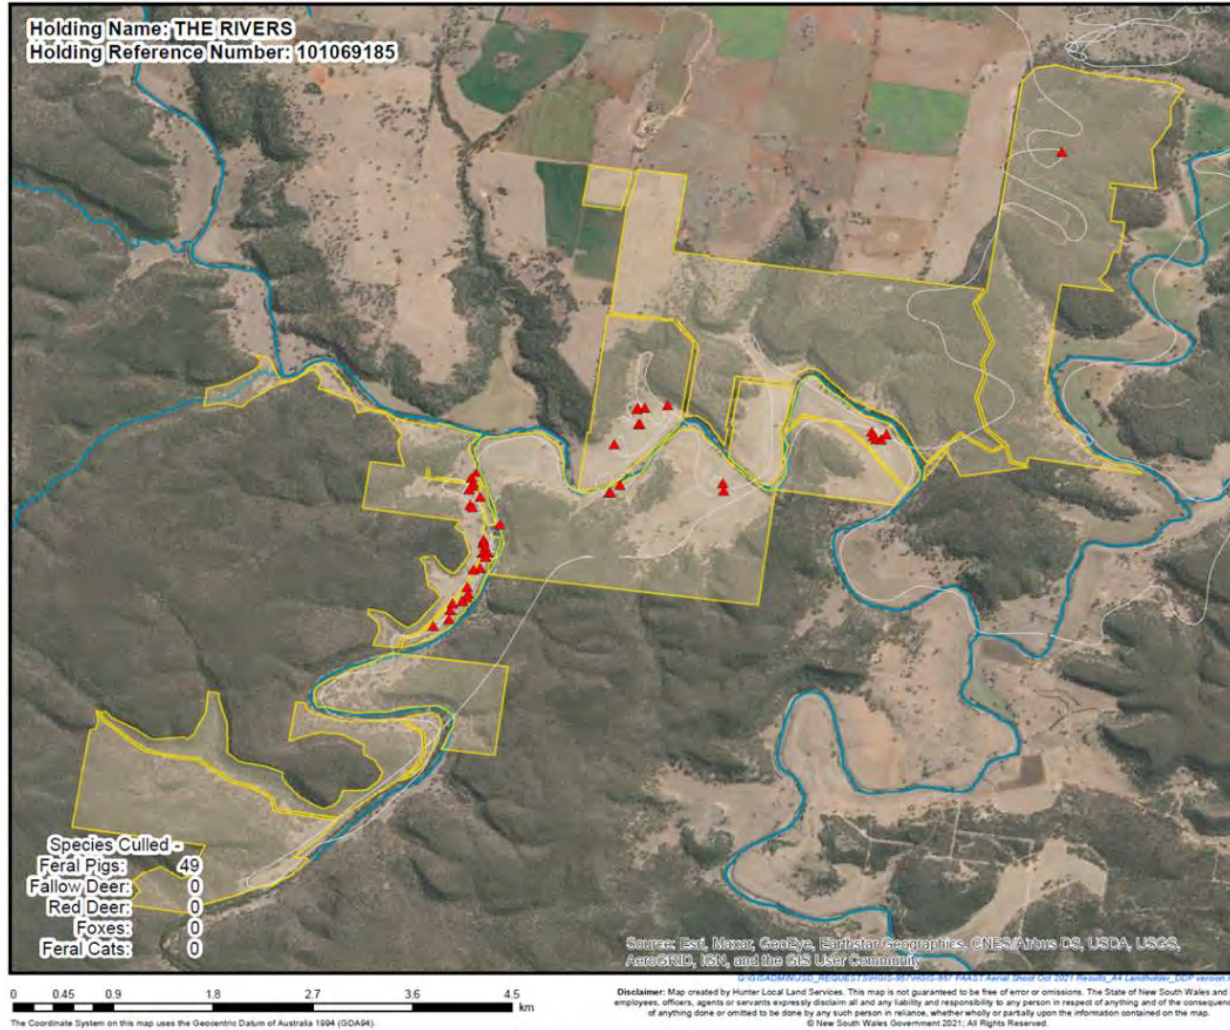 Holding Name: THE RIVERS
Holding Reference Number: 101069185
Species Culled -
Feral Pigs: 49
Fallow Deer: 0
Red Deer: 0
Foxes: 0
Feral Cats: 0
Source: Esri, Maxar, GeoEye, Earthstar Geographics, CNES/Airbus DS, USDA, USGS,
AeroGRID, IGN, and the GIS User Community
Aerial Shoot Oct 2021 Results_A4 Landholder_DDP version
0 0.45 0.9 1.8 2.7 3.6 4.5
km
The Coordinate System on this map uses the Geocentric Datum of Australia 1994 (GDA94).
Disclaimer: Map created by Hunter Local Land Services. This map is not guaranteed to be free of error or omissions. The State of New South Wales and
employees, officers, agents or servants expressly disclaim all and any liability and responsibility to any person in respect of anything and of the consequen
of anything done or omitted to be done by any such person in reliance, whether wholly or partially upon the information contained on the map.
© New South Wales Government 2021; All Rights Reserved.